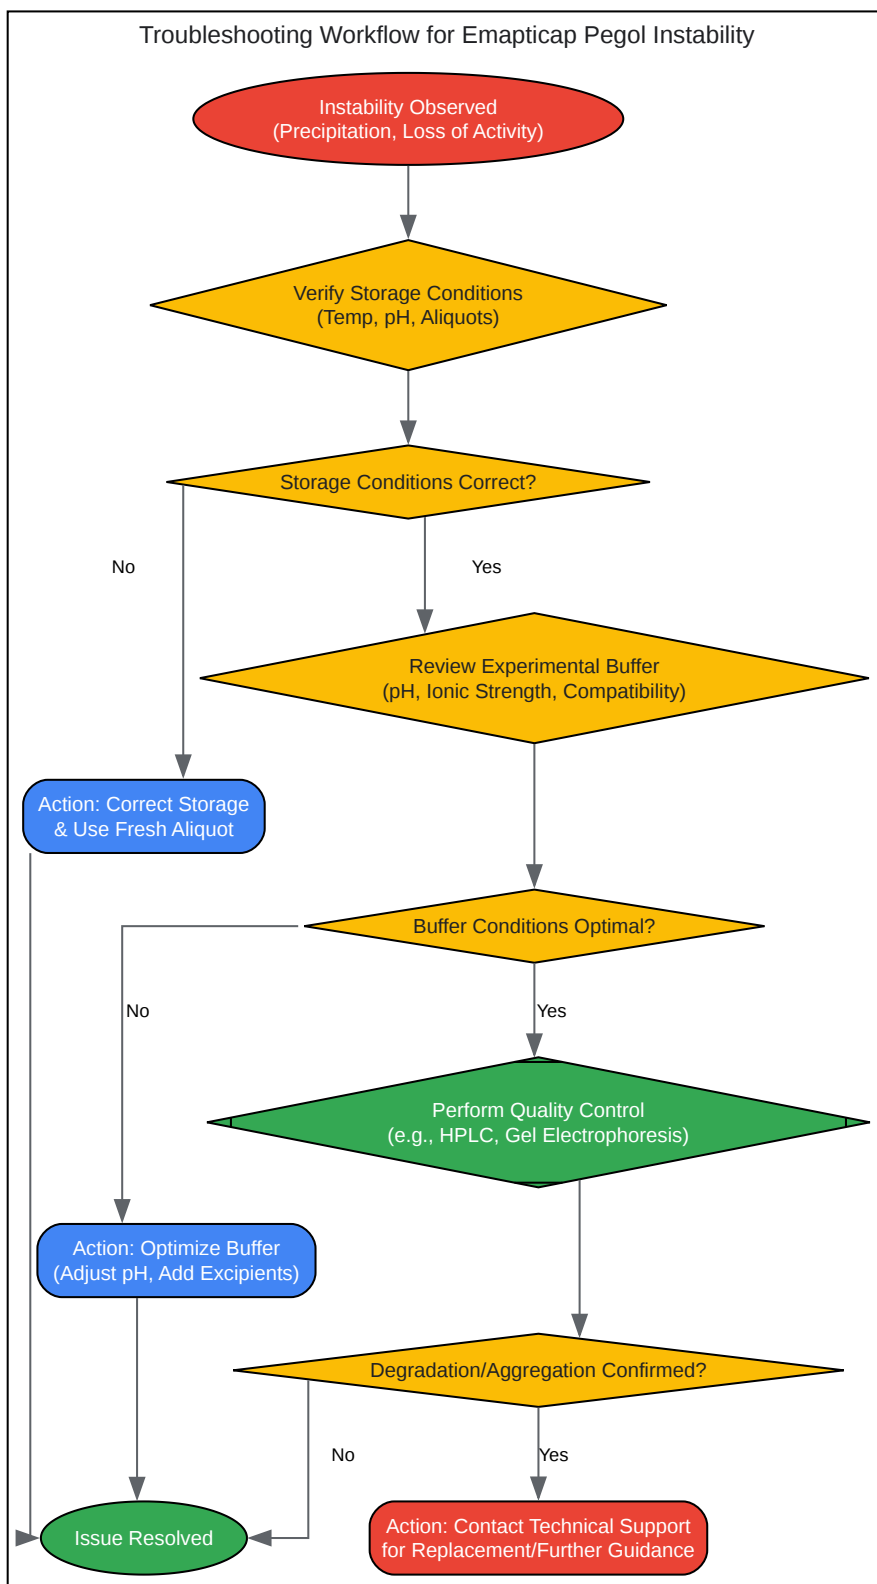 Troubleshooting Workflow for Emapticap Pegol Instability
Instability Observed
(Precipitation, Loss of Activity)
Verify Storage Conditions
(Temp, pH, Aliquots)
Storage Conditions Correct?
No
Yes
Review Experimental Buffer
(pH, Ionic Strength, Compatibility)
Action: Correct Storage
& Use Fresh Aliquot
Buffer Conditions Optimal?
No
Yes
Perform Quality Control
(e.g., HPLC, Gel Electrophoresis)
Action: Optimize Buffer
(Adjust pH, Add Excipients)
Degradation/Aggregation Confirmed?
No
Yes
Issue Resolved
Action: Contact Technical Support
for Replacement/Further Guidance